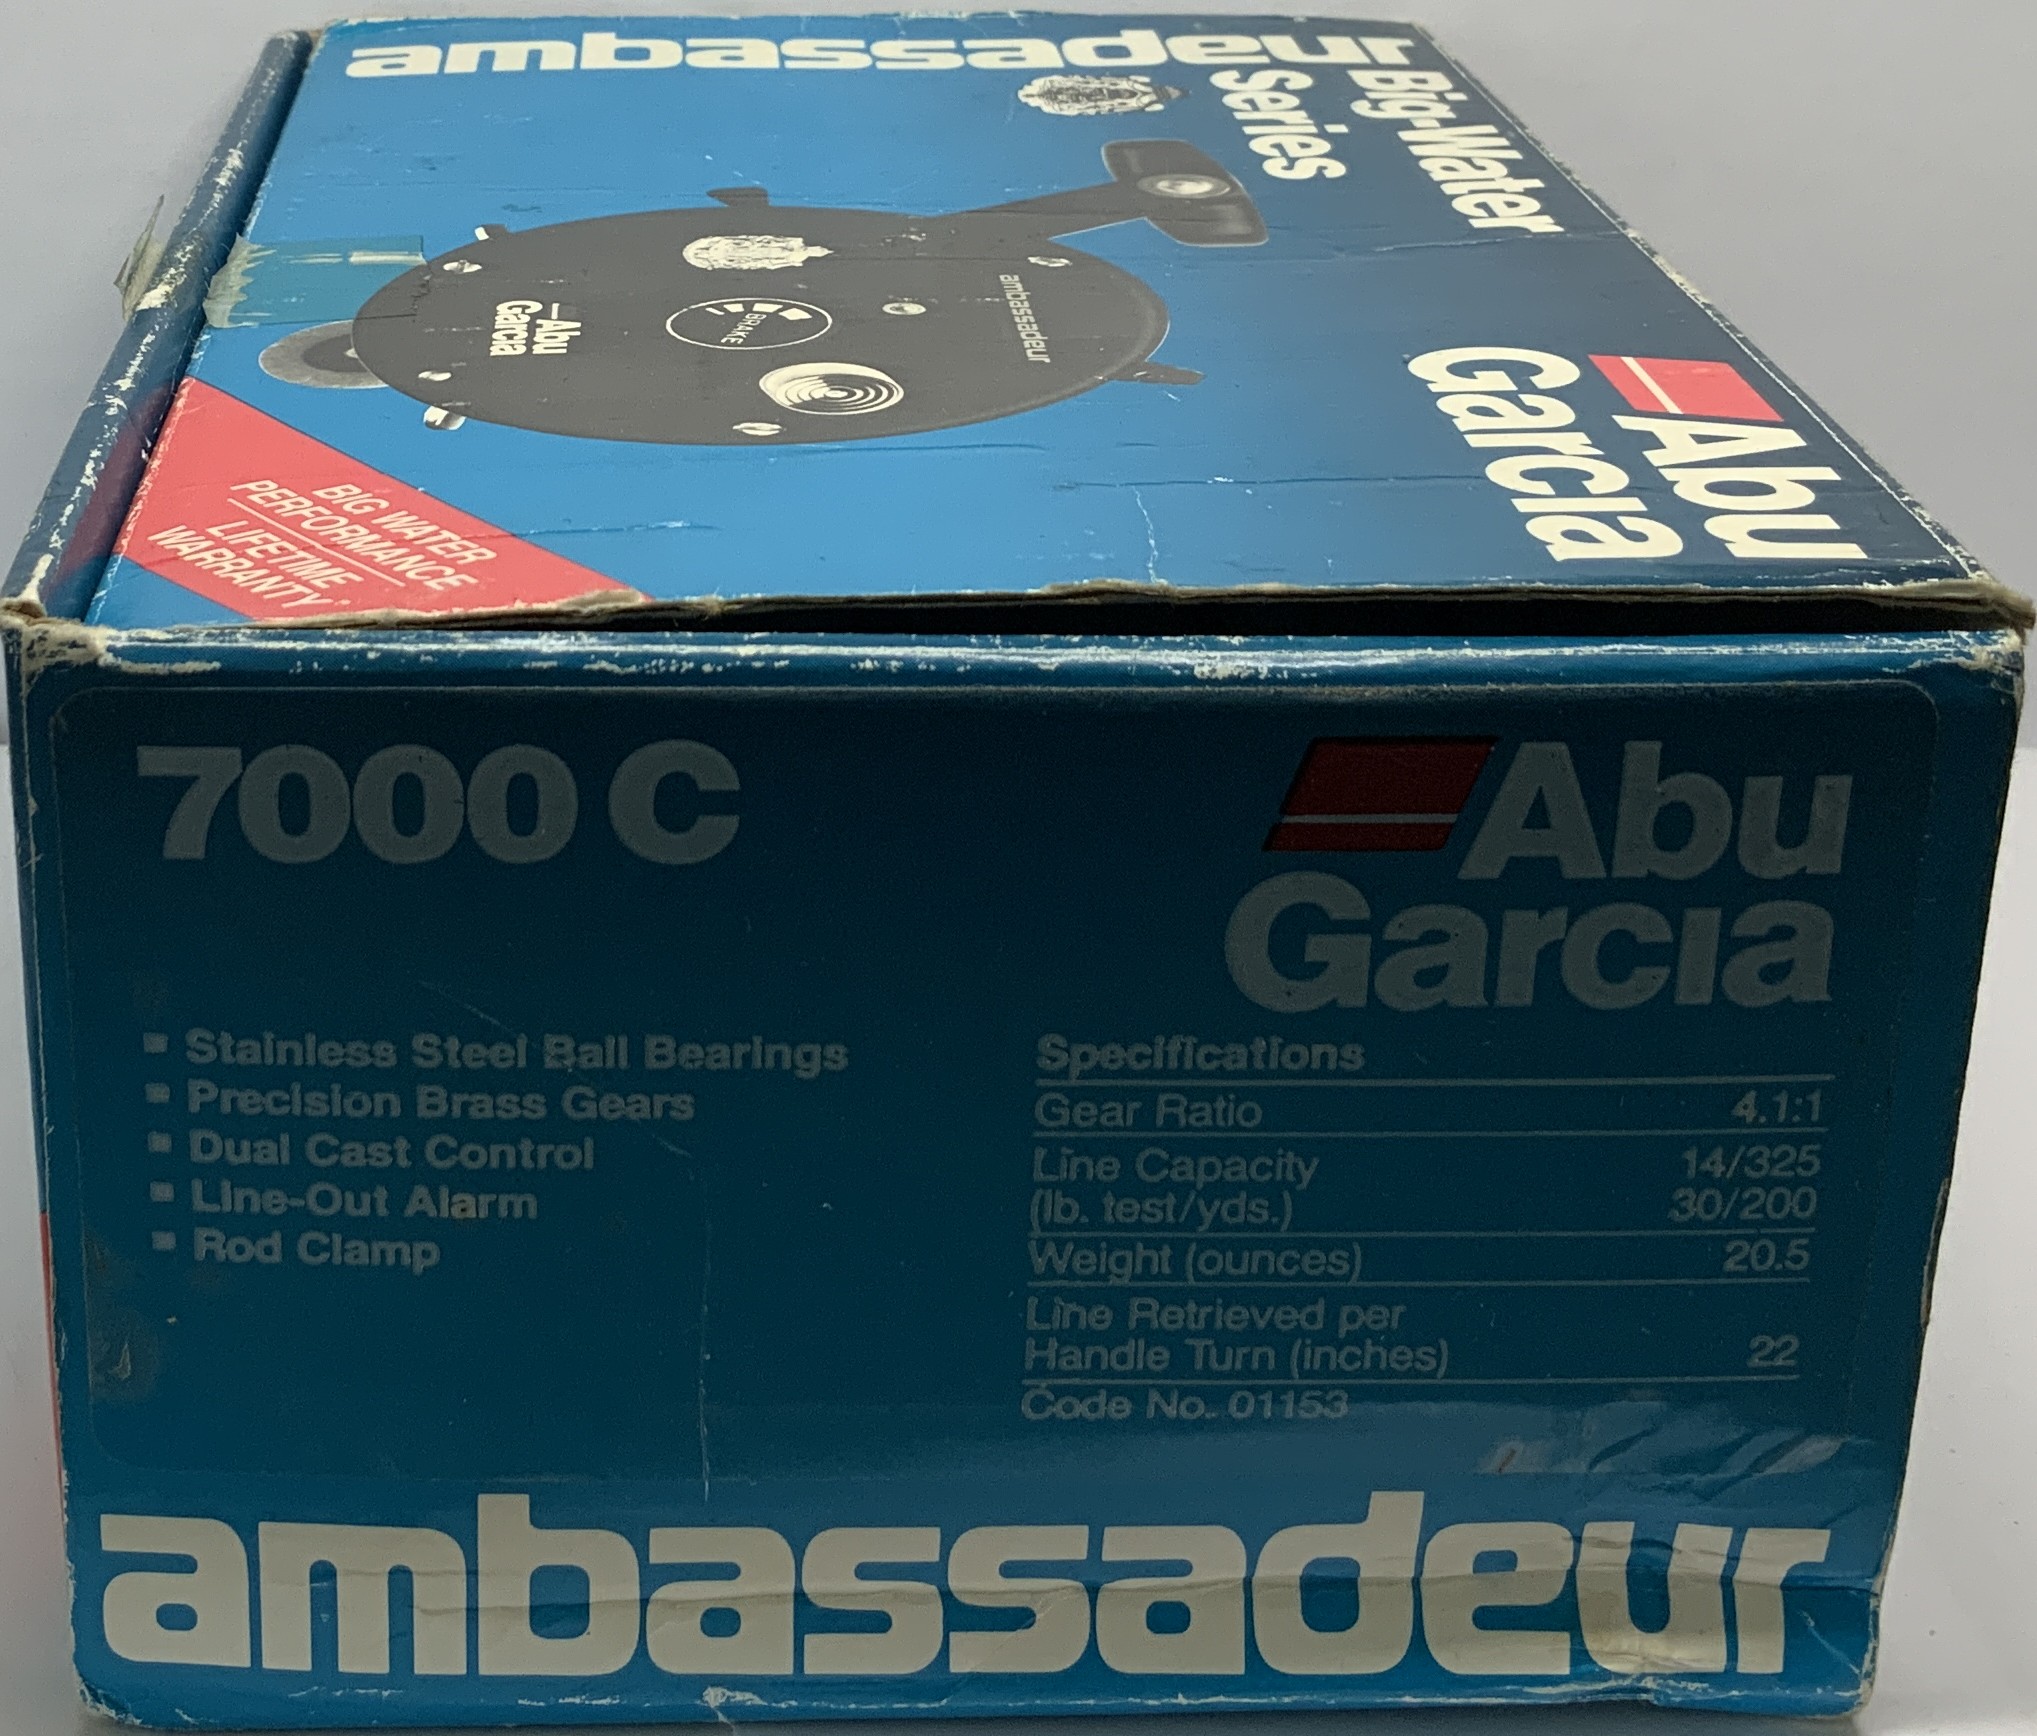 ambassadeur
Big-Water
Series
Abu
Garcia
ambassadeur
BRAKE
Abu
Garcia
BIG WATER
PERFORMANCE
LIFETIME
WARRANTY
7000 C
Abu
Garcia
Stainless Steel Ball Bearings
Precision Brass Gears
Dual Cast Control
Line-Out Alarm
Rod Clamp
Specifications
Gear Ratio 4.1:1
Line Capacity 14/325
(lb. test/yds.) 30/200
Weight (ounces) 20.5
Line Retrieved per
Handle Turn (inches) 22
Code No. 01153
ambassadeur